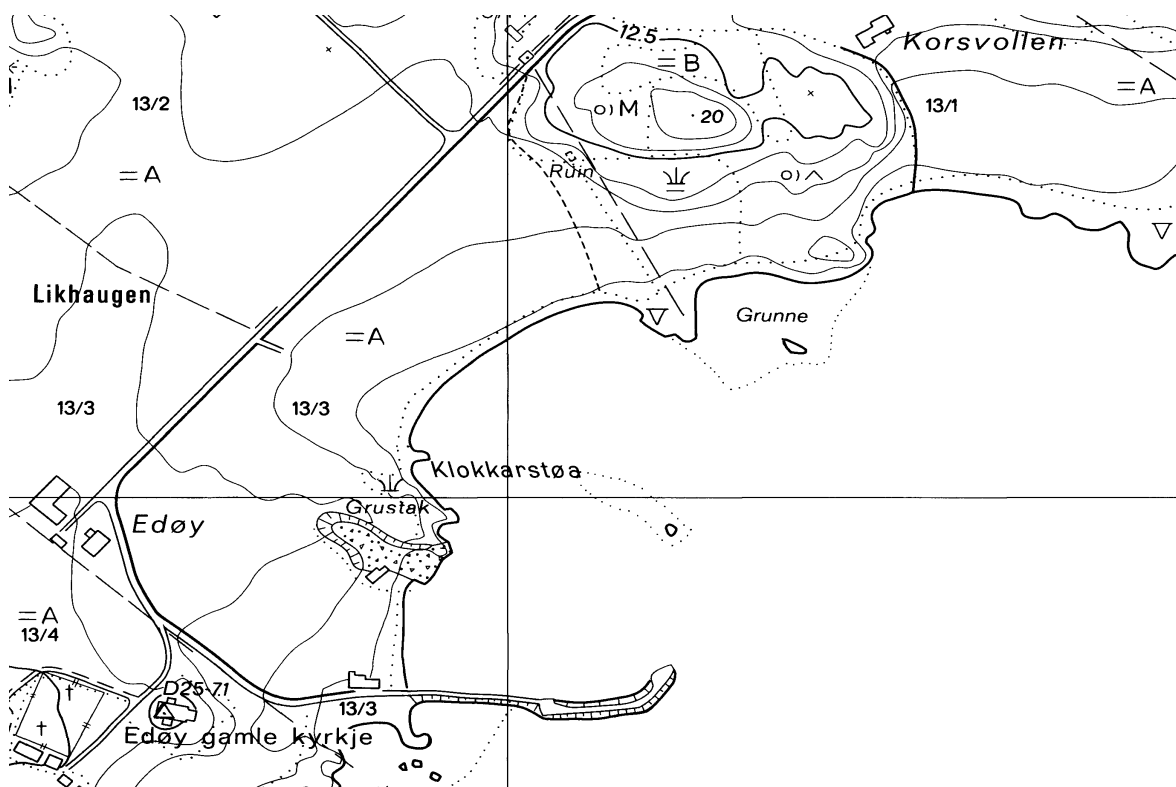 12.5
Korsvollen
= B
= A
13/2
o) M
20
13/1
= A
Ruin
o) ^
Likhaugen
Grunne
= A
13/3
13/3
Klokkarstøa
Grustak
Edøy
= A
13/4
D25-71
13/3
Edøy gamle kyrkje